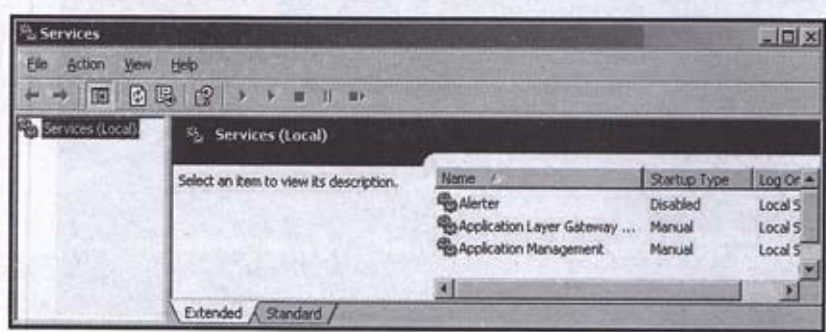 Services
File Action View Help
Services (Local)
Services (Local)
Select an item to view its description.
Name Startup Type Log On
Alerter Disabled Local S
Application Layer Gateway ... Manual Local S
Application Management Manual Local S
Extended Standard